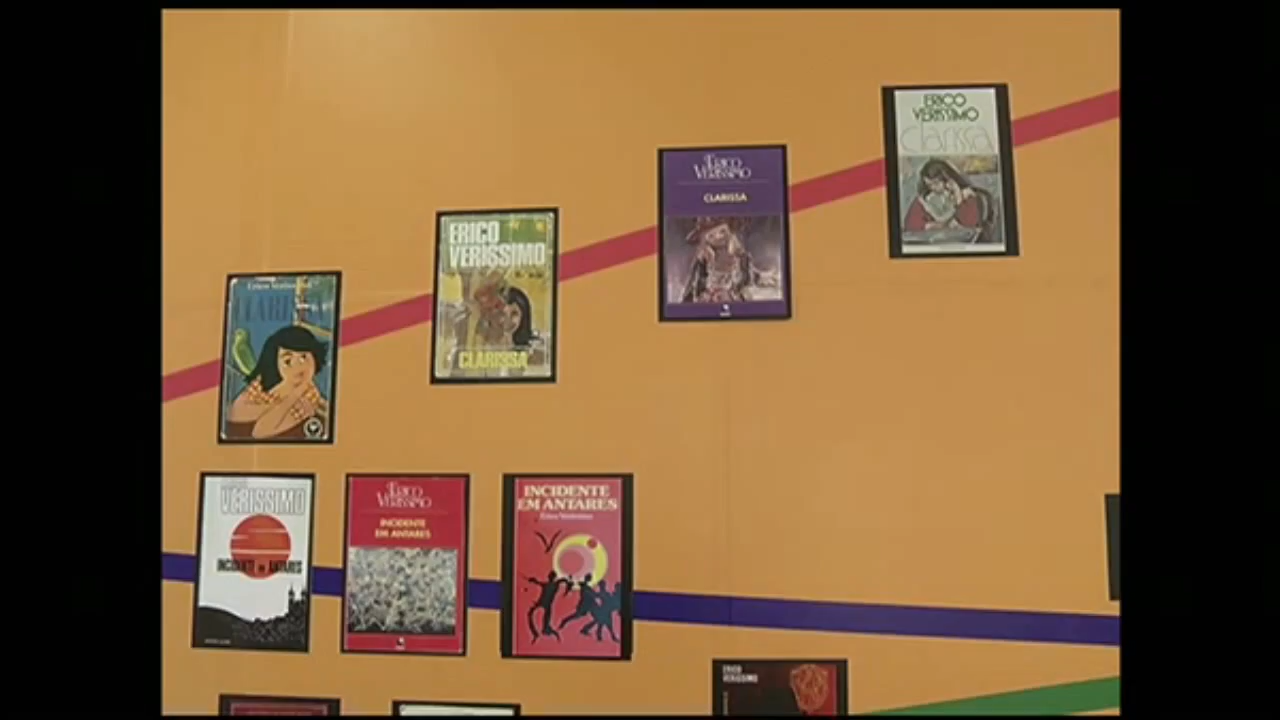 ERICO
VERISSIMO
Clarissa
Erico
Verissimo
CLARISSA
ERICO
VERISSIMO
CLARISSA
Erico Verissimo
CLARISSA
VERISSIMO
INCIDENTE EM ANTARES
Erico
Verissimo
INCIDENTE
EM ANTARES
INCIDENTE
EM ANTARES
Erico Verissimo
ERICO
VERISSIMO